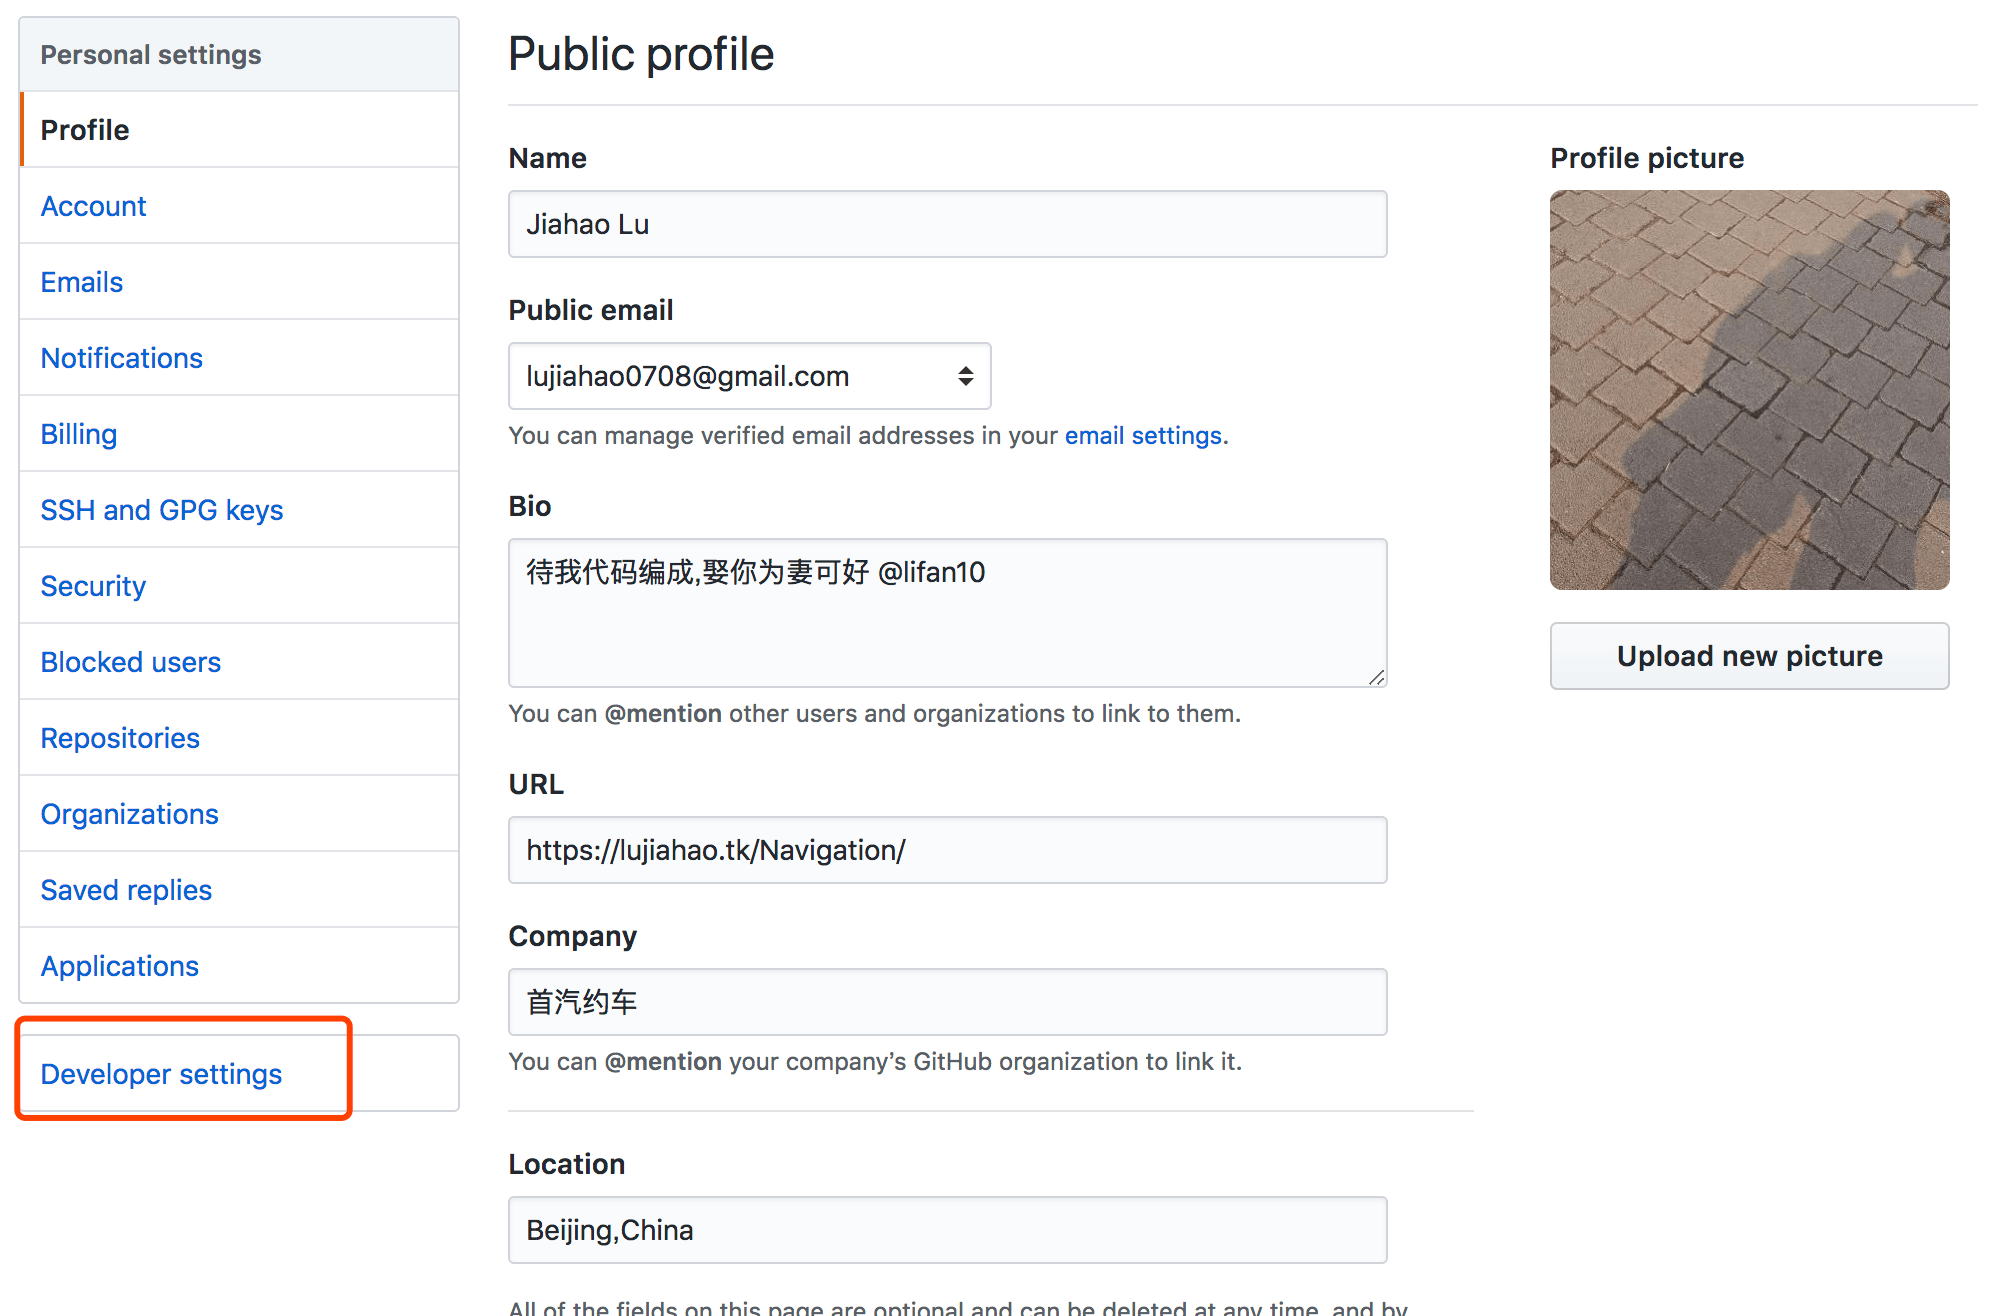 Personal settings
Profile
Account
Emails
Notifications
Billing
SSH and GPG keys
Security
Blocked users
Repositories
Organizations
Saved replies
Applications
Developer settings
Public profile
Name
Jiahao Lu
Public email
lujiahao0708@gmail.com
You can manage verified email addresses in your email settings.
Bio
待我代码编成,娶你为妻可好 @lifan10
You can @mention other users and organizations to link to them.
URL
https://lujiahao.tk/Navigation/
Company
首汽约车
You can @mention your company’s GitHub organization to link it.
Location
Beijing,China
All of the fields on this page are optional and can be deleted at any time, and by
Profile picture
Upload new picture